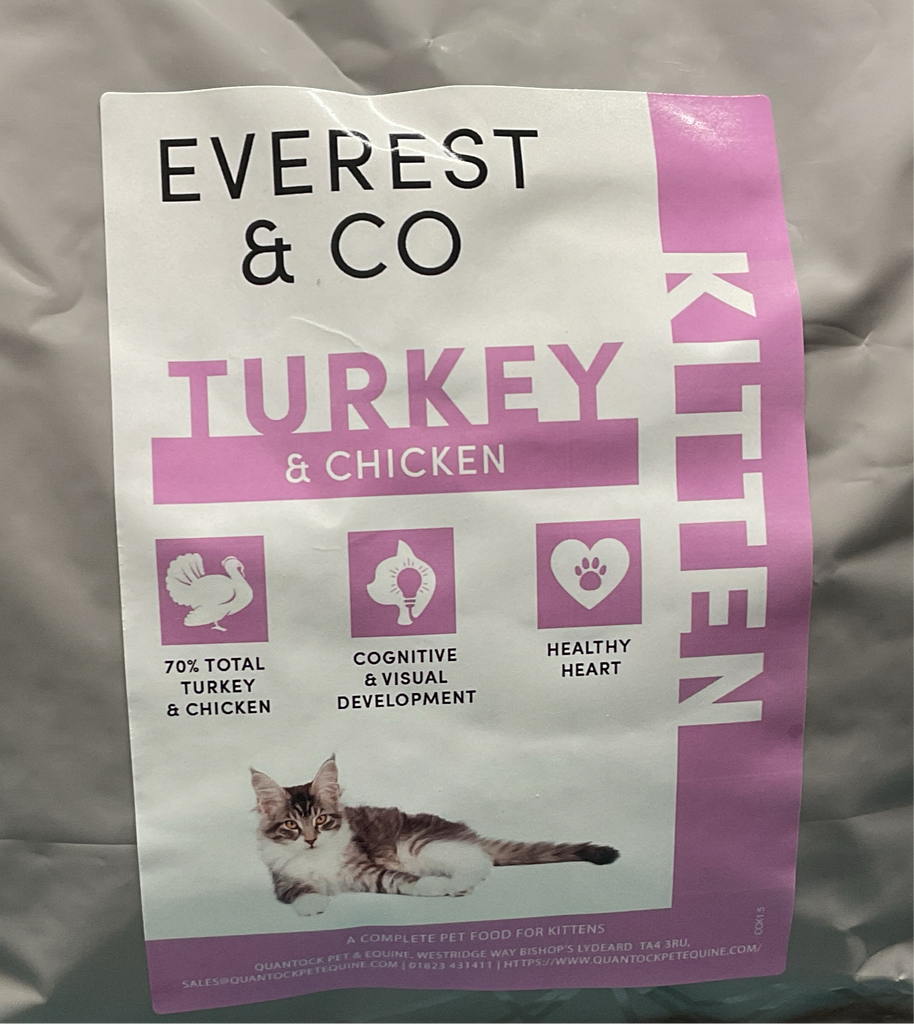 EVEREST
& CO
TURKEY
& CHICKEN
KITTEN
70% TOTAL
TURKEY
& CHICKEN
COGNITIVE
& VISUAL
DEVELOPMENT
HEALTHY
HEART
A COMPLETE PET FOOD FOR KITTENS
QUANTOCK PET & EQUINE, WESTRIDGE WAY BISHOP'S LYDEARD TA4 3RU,
SALES@QUANTOCKPETEQUINE.COM | 01823 431411 | HTTPS://WWW.QUANTOCKPETEQUINE.COM/